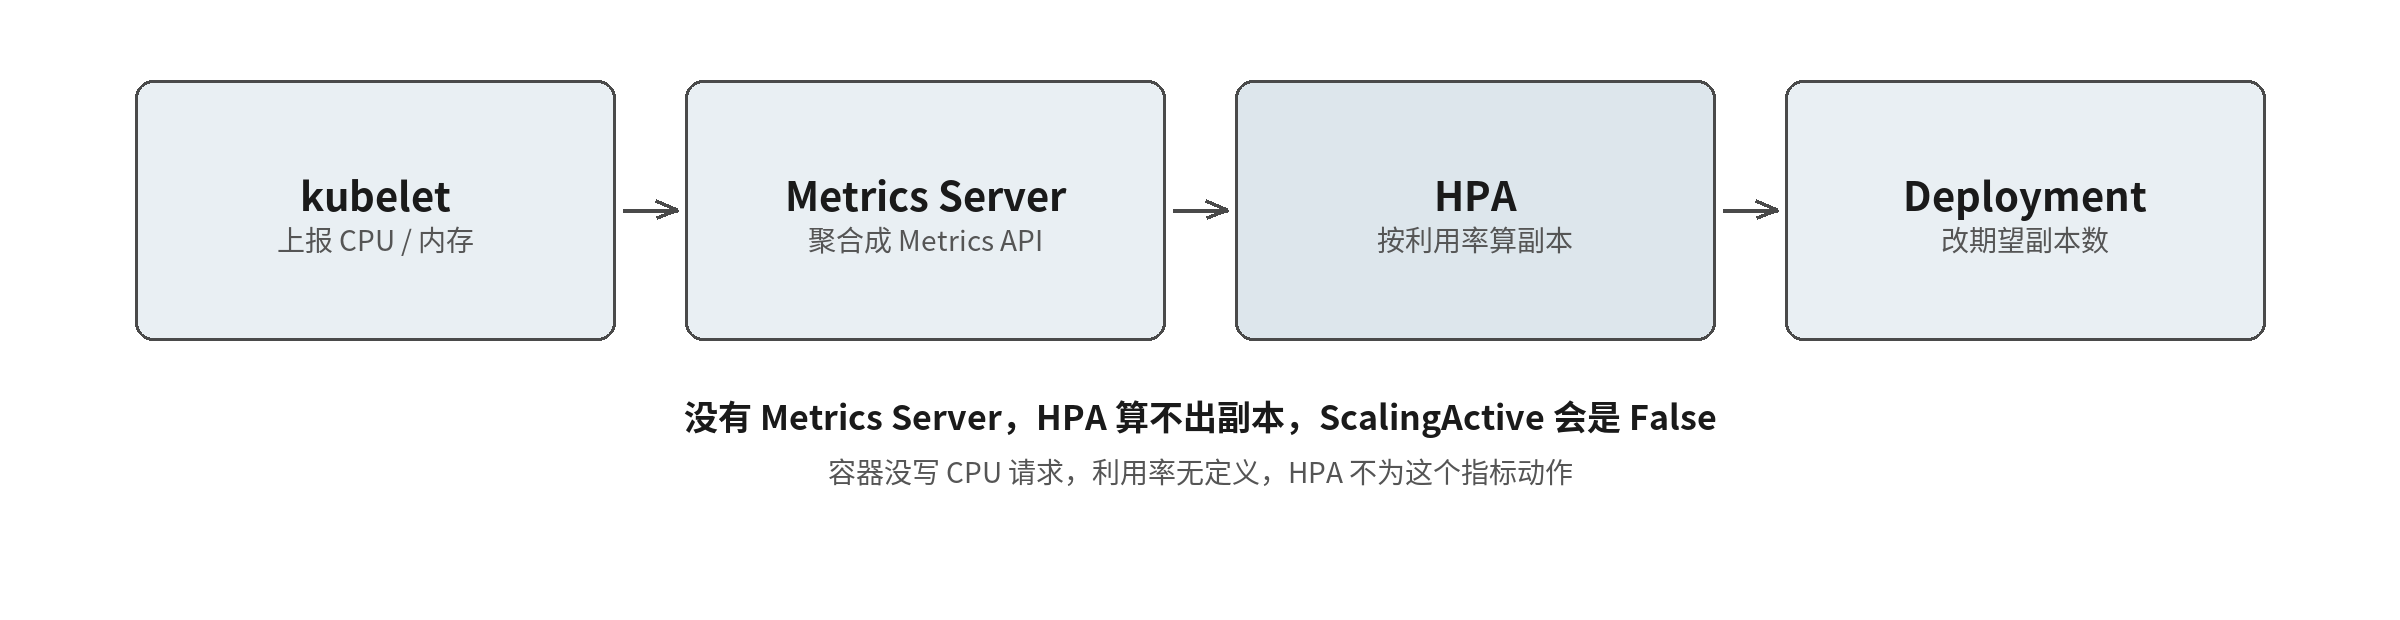 kubelet
上报 CPU / 内存
Metrics Server
聚合成 Metrics API
HPA
按利用率算副本
Deployment
改期望副本数
没有 Metrics Server，HPA 算不出副本，ScalingActive 会是 False
容器没写 CPU 请求，利用率无定义，HPA 不为这个指标动作